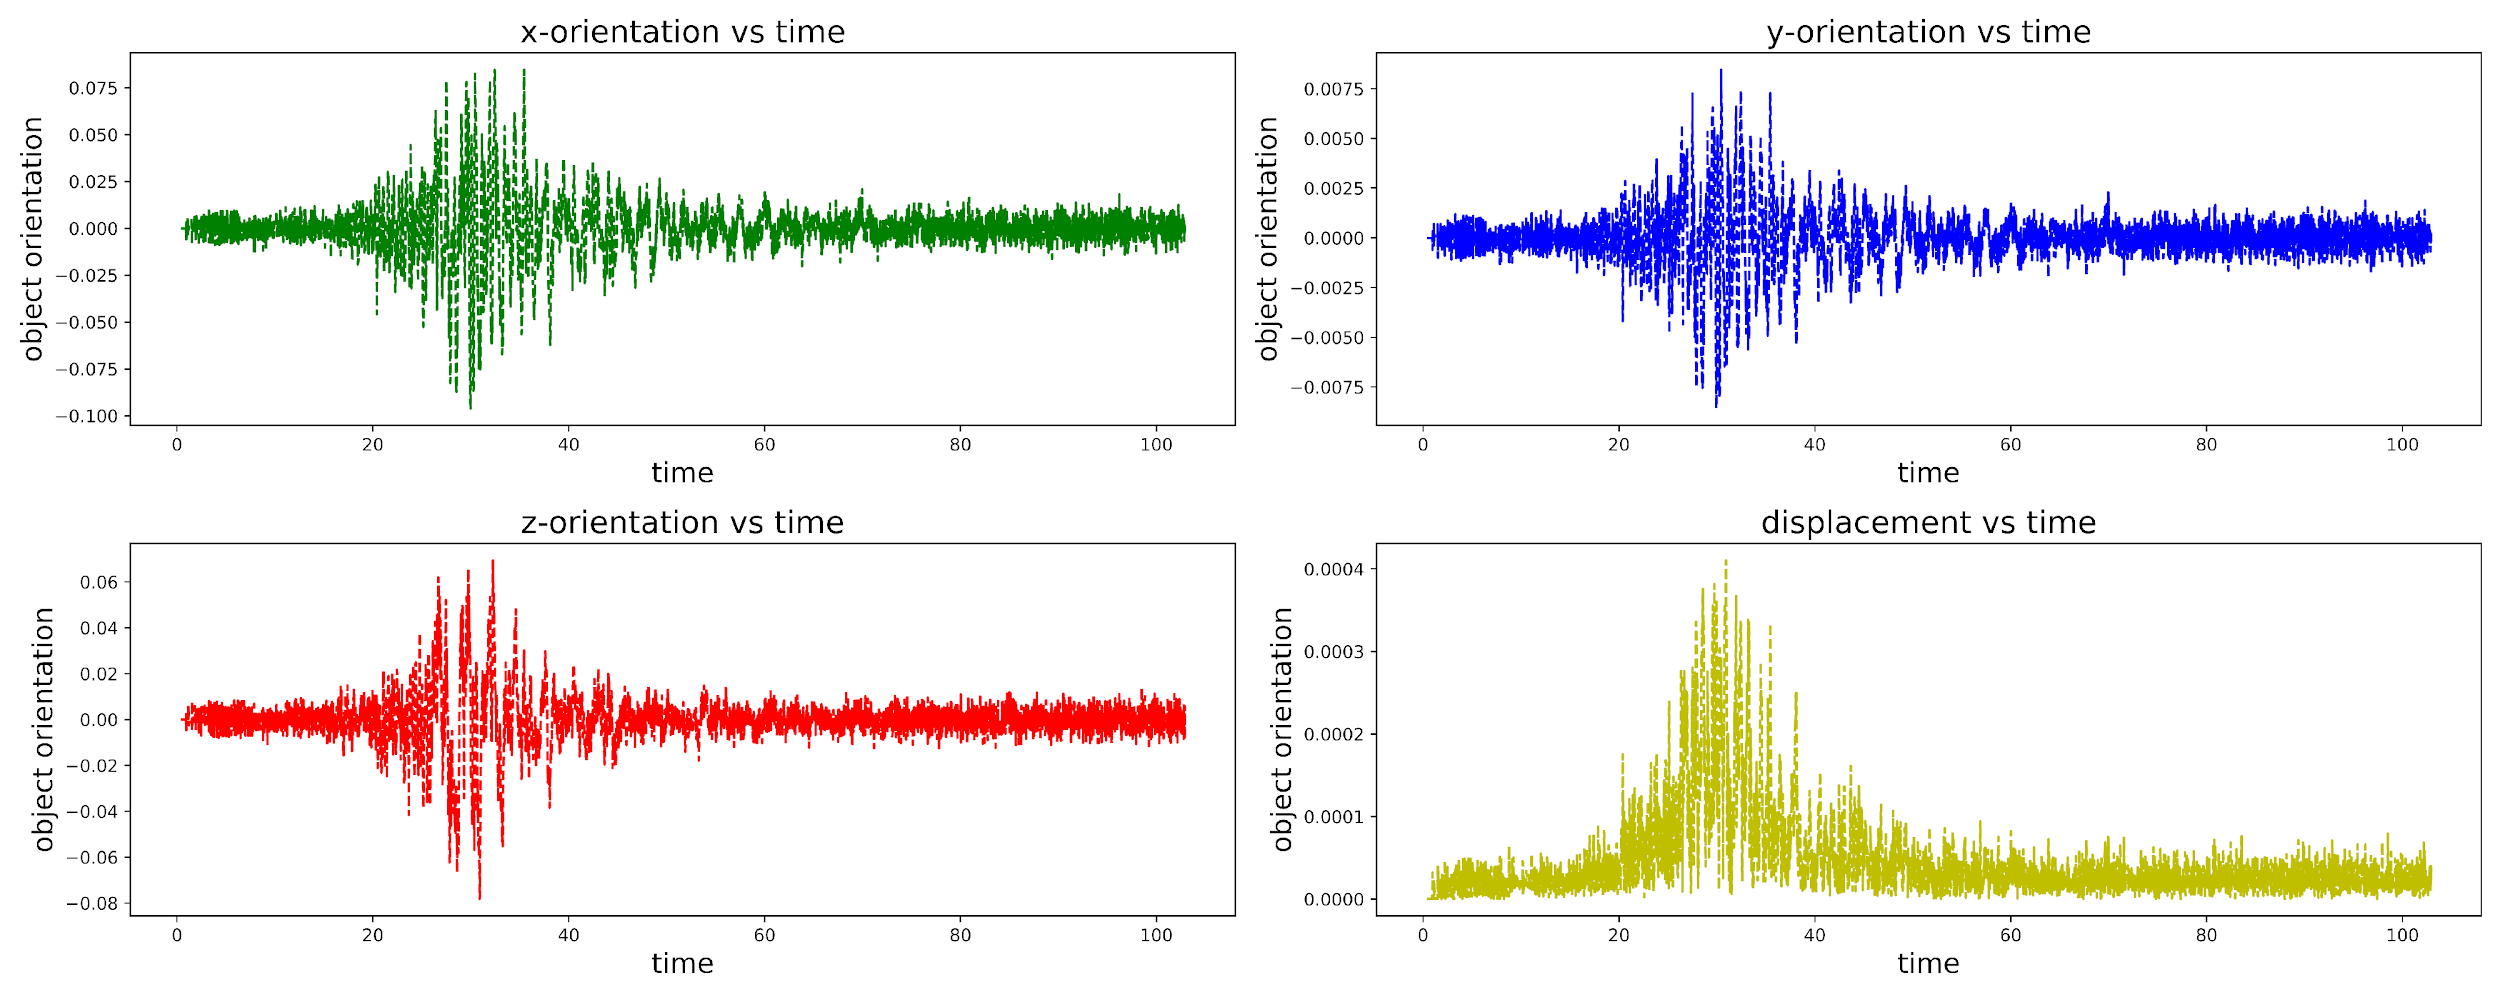 x-orientation vs time
object orientation
0.075
0.050
0.025
0.000
−0.025
−0.050
−0.075
−0.100
0 20 40 60 80 100
time
y-orientation vs time
object orientation
0.0075
0.0050
0.0025
0.0000
−0.0025
−0.0050
−0.0075
0 20 40 60 80 100
time
z-orientation vs time
object orientation
0.06
0.04
0.02
0.00
−0.02
−0.04
−0.06
−0.08
0 20 40 60 80 100
time
displacement vs time
object orientation
0.0004
0.0003
0.0002
0.0001
0.0000
0 20 40 60 80 100
time